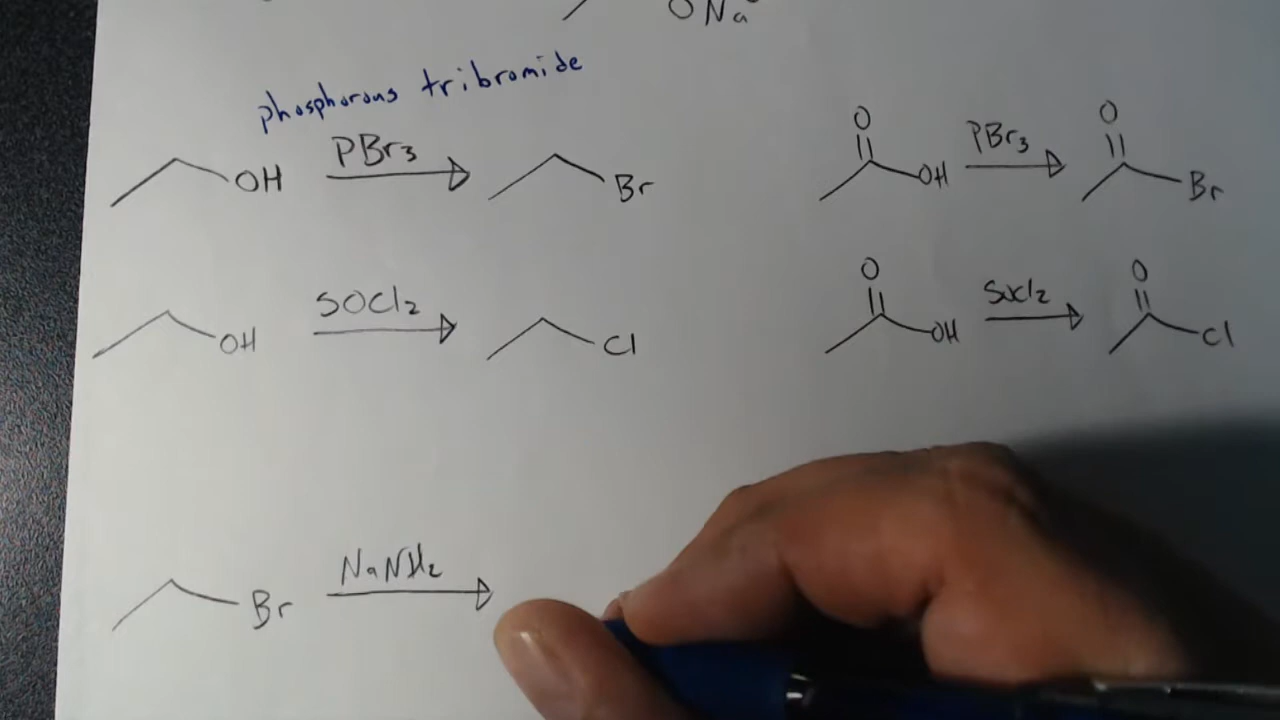 ONa
phosphorous tribromide
OH PBr3 Br
O OH PBr3 O Br
OH SOCl2 Cl
O OH SOCl2 O Cl
Br NaNH2